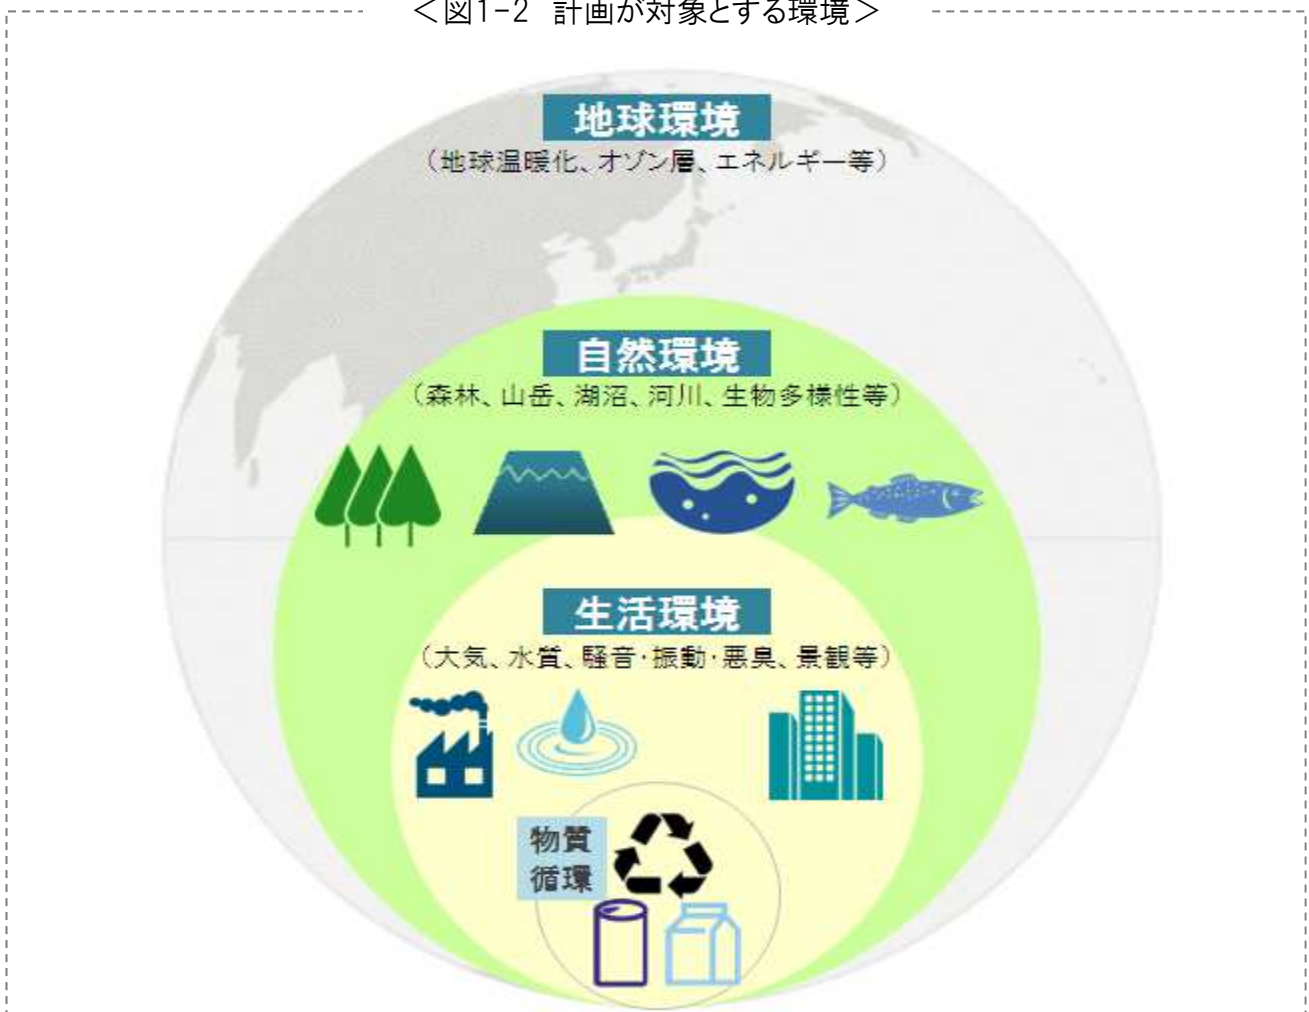 ＜図1-2 計画が対象とする環境＞
地球環境
（地球温暖化、オゾン層、エネルギー等）
自然環境
（森林、山岳、湖沼、河川、生物多様性等）
生活環境
（大気、水質、騒音・振動・悪臭、景観等）
物質
循環